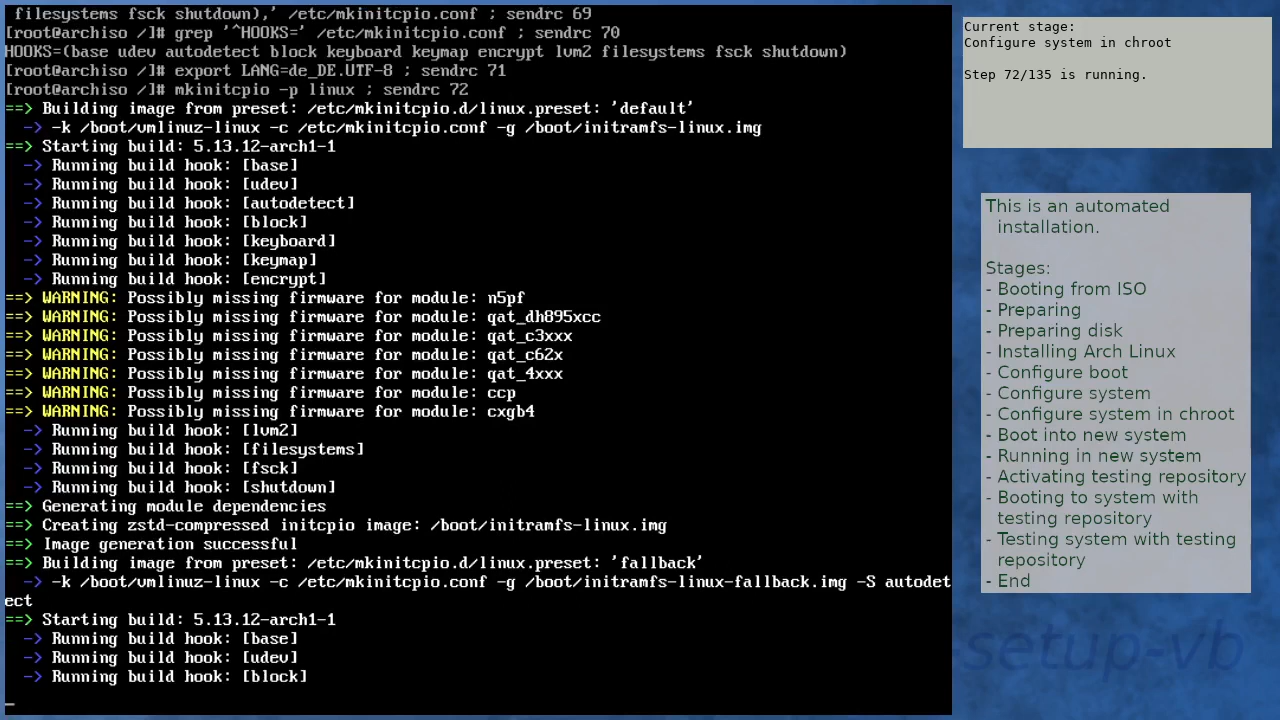 filesystems fsck shutdown),' /etc/mkinitcpio.conf ; sendrc 69
[root@archiso /]# grep '^HOOKS=' /etc/mkinitcpio.conf ; sendrc 70
HOOKS=(base udev autodetect block keyboard keymap encrypt lvm2 filesystems fsck shutdown)
[root@archiso /]# export LANG=de_DE.UTF-8 ; sendrc 71
[root@archiso /]# mkinitcpio -p linux ; sendrc 72
==> Building image from preset: /etc/mkinitcpio.d/linux.preset: 'default'
  -> -k /boot/vmlinuz-linux -c /etc/mkinitcpio.conf -g /boot/initramfs-linux.img
==> Starting build: 5.13.12-arch1-1
  -> Running build hook: [base]
  -> Running build hook: [udev]
  -> Running build hook: [autodetect]
  -> Running build hook: [block]
  -> Running build hook: [keyboard]
  -> Running build hook: [keymap]
  -> Running build hook: [encrypt]
==> WARNING: Possibly missing firmware for module: n5pf
==> WARNING: Possibly missing firmware for module: qat_dh895xcc
==> WARNING: Possibly missing firmware for module: qat_c3xxx
==> WARNING: Possibly missing firmware for module: qat_c62x
==> WARNING: Possibly missing firmware for module: qat_4xxx
==> WARNING: Possibly missing firmware for module: ccp
==> WARNING: Possibly missing firmware for module: cxgb4
  -> Running build hook: [lvm2]
  -> Running build hook: [filesystems]
  -> Running build hook: [fsck]
  -> Running build hook: [shutdown]
==> Generating module dependencies
==> Creating zstd-compressed initcpio image: /boot/initramfs-linux.img
==> Image generation successful
==> Building image from preset: /etc/mkinitcpio.d/linux.preset: 'fallback'
  -> -k /boot/vmlinuz-linux -c /etc/mkinitcpio.conf -g /boot/initramfs-linux-fallback.img -S autodet
ect
==> Starting build: 5.13.12-arch1-1
  -> Running build hook: [base]
  -> Running build hook: [udev]
  -> Running build hook: [block]
_
Current stage:
Configure system in chroot
Step 72/135 is running.
This is an automated
installation.
Stages:
- Booting from ISO
- Preparing
- Preparing disk
- Installing Arch Linux
- Configure boot
- Configure system
- Configure system in chroot
- Boot into new system
- Running in new system
- Activating testing repository
- Booting to system with
testing repository
- Testing system with testing
repository
- End
-setup-vb